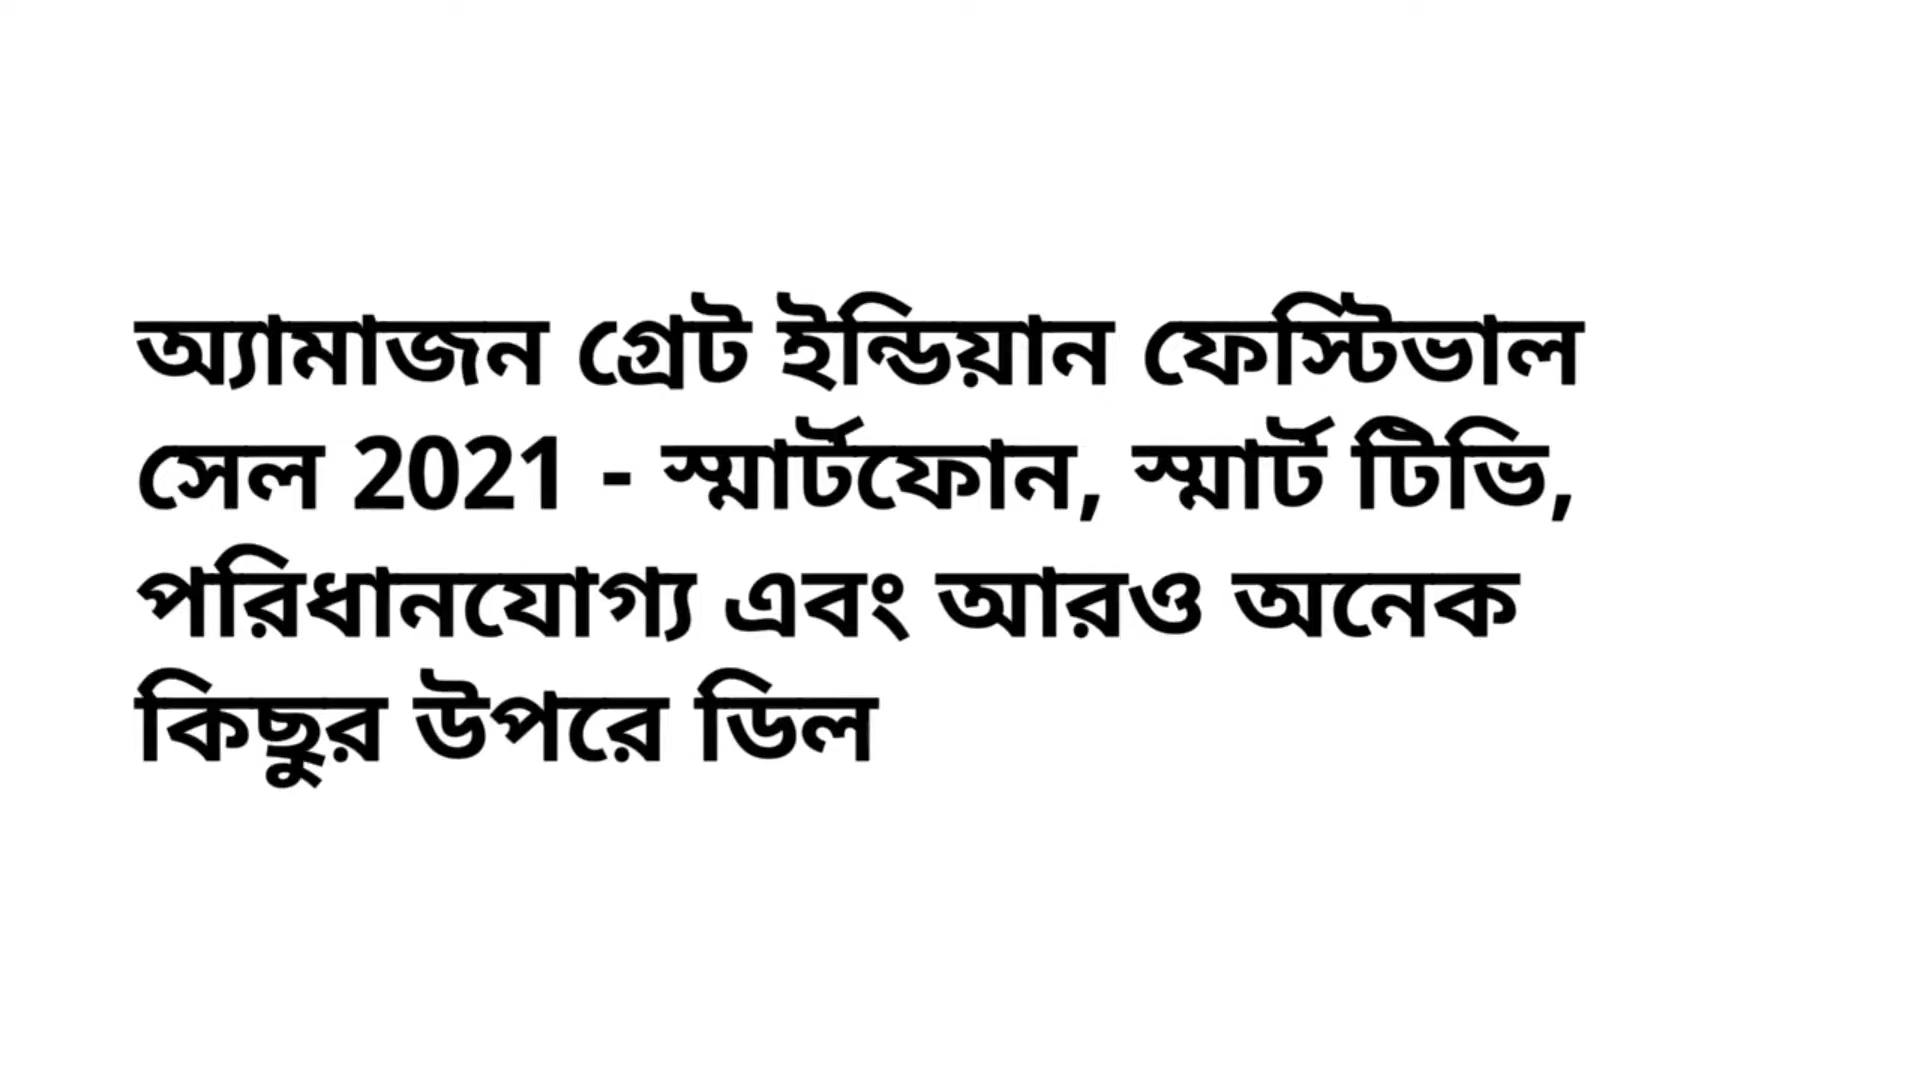 অ্যামাজন গ্রেট ইন্ডিয়ান ফেস্টিভাল
সেল 2021 - স্মার্টফোন, স্মার্ট টিভি,
পরিধানযোগ্য এবং আরও অনেক
কিছুর উপরে ডিল